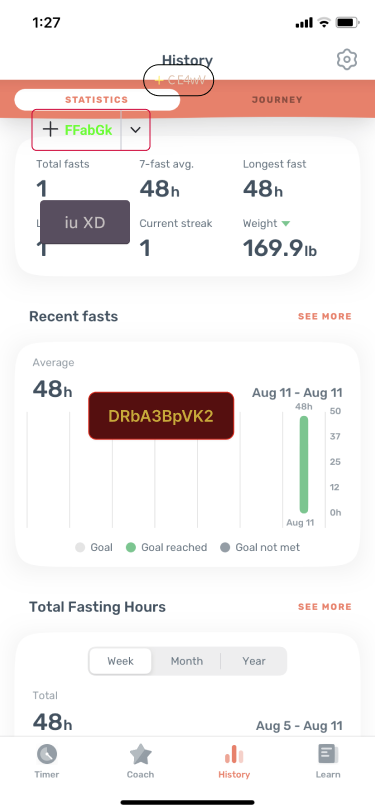 1:27
History
+ CE4wV
STATISTICS
JOURNEY
+ FFabGk
Total fasts
7-fast avg.
Longest fast
1
48h
48h
iu XD
Current streak
Weight
1
1
169.9lb
Recent fasts
SEE MORE
Average
48h
Aug 11 - Aug 11
DRbA3BpVK2
48h
50
37
25
12
0h
Aug 11
Goal
Goal reached
Goal not met
Total Fasting Hours
SEE MORE
Week
Month
Year
Total
48h
Aug 5 - Aug 11
Timer
Coach
History
Learn